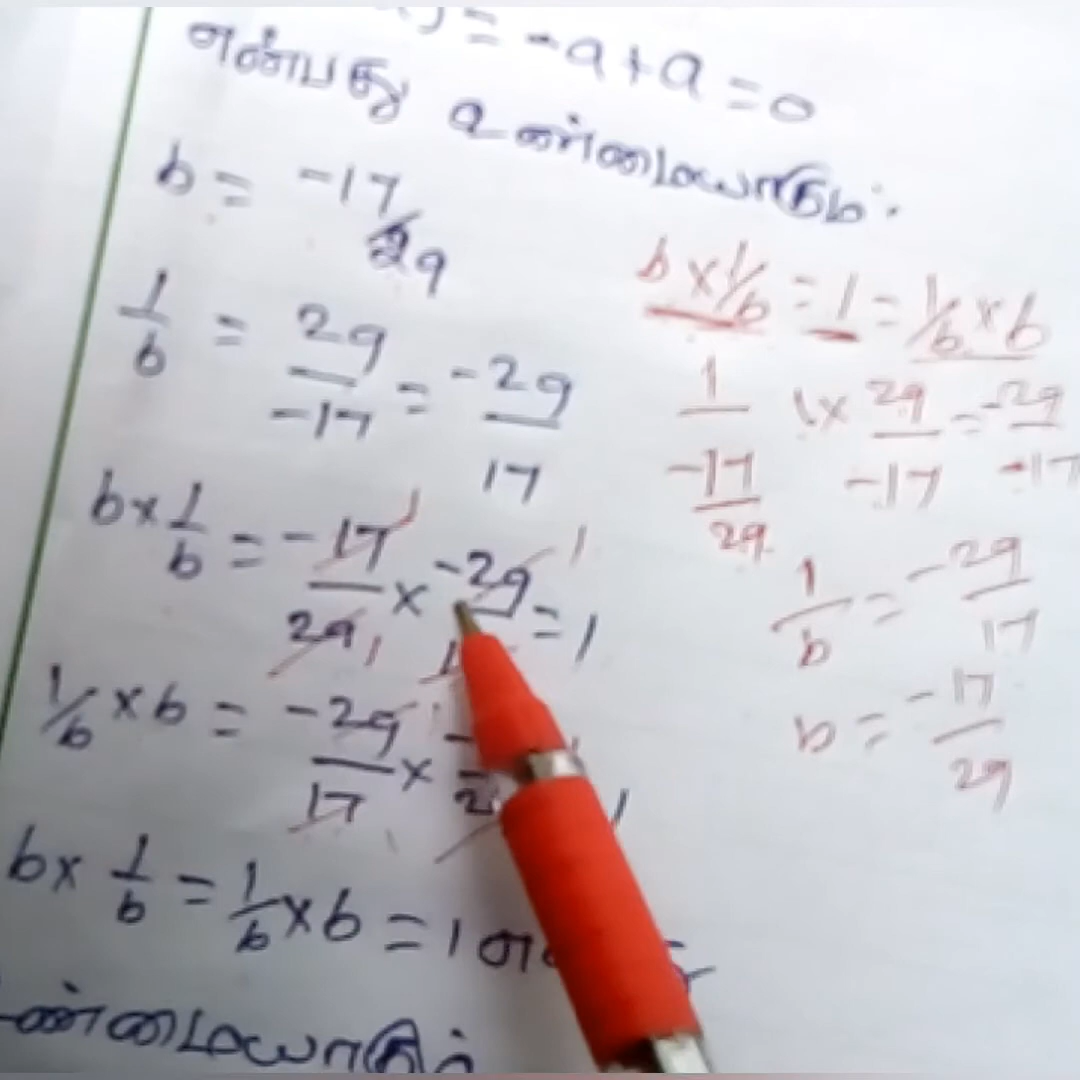 ) = -a + a = 0
என்பது உண்மையாகும்.
b = -17/29
1/b = 29/-17 = -29/17
b × 1/b = -17/29 × -29/ = 1
1/b × b = -29/17 ×
b × 1/b = 1/b × b = 1
உண்மையாகும்
b × 1/b = 1 = 1/b × b
1/(-17/29) 1 × 29/-17 = -29/-17
1/b = -29/17
b = -17/29